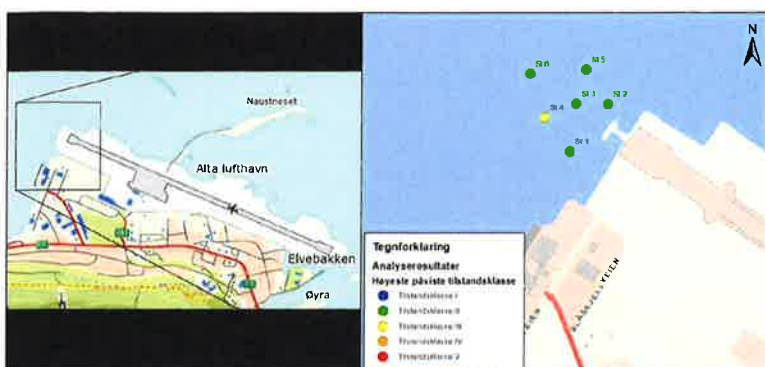 Naustneset
Alta lufthavn
Elvebakken
Øyra
N
St 6
St 5
St 3
St 2
St 4
St 1
Tegnforklaring
Analyseresultater
Høyeste påviste tilstandsklasse
Tilstandsklasse I
Tilstandsklasse II
Tilstandsklasse III
Tilstandsklasse IV
Tilstandsklasse V